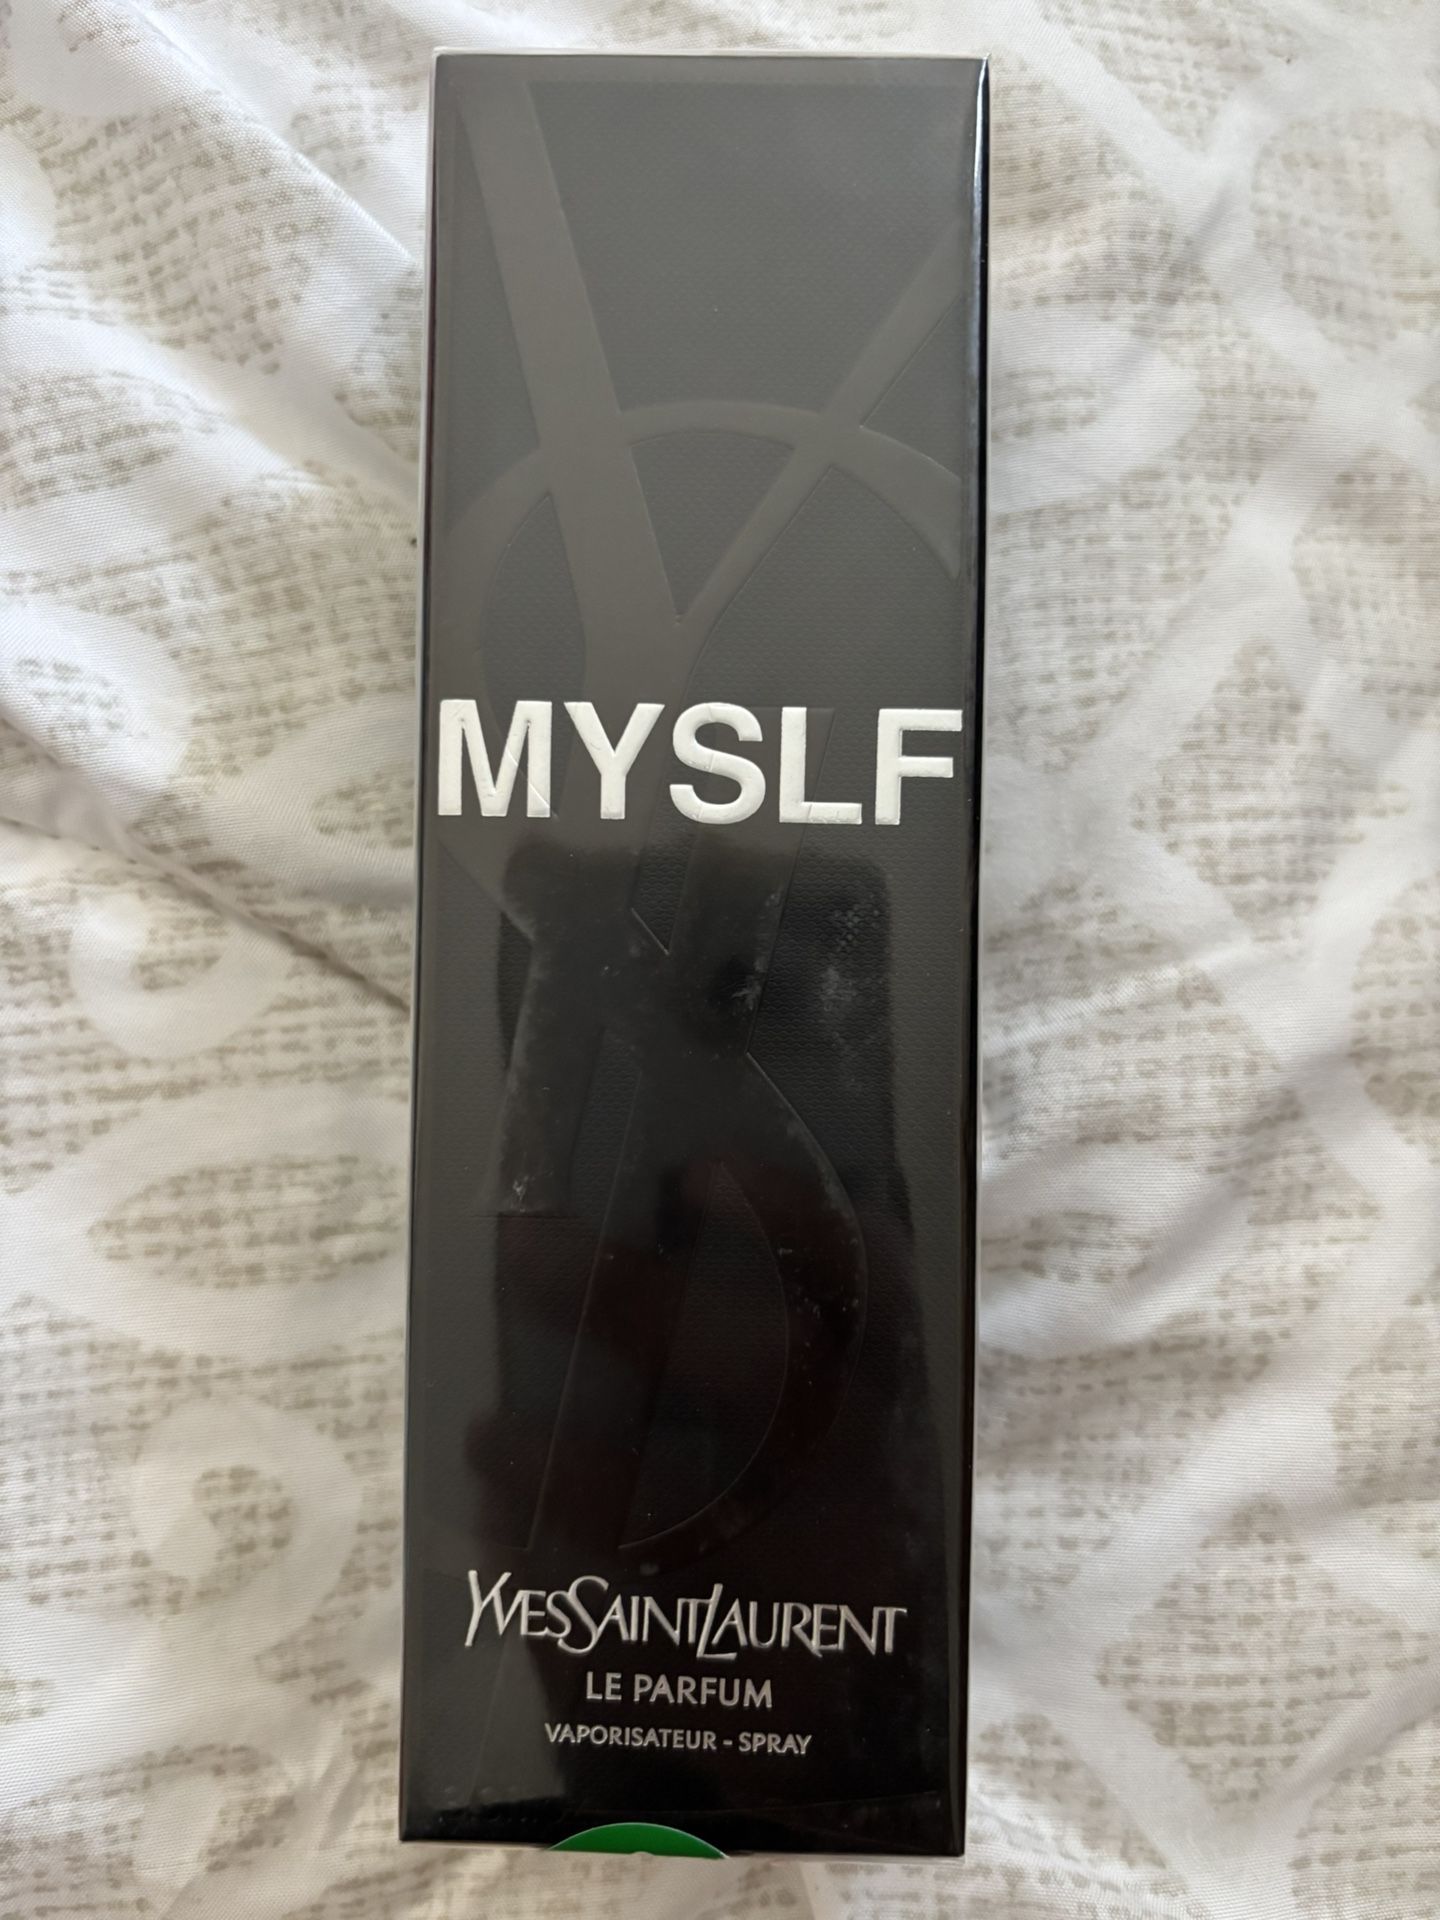 MYSLF
YVESSAINTLAURENT
LE PARFUM
VAPORISATEUR - SPRAY